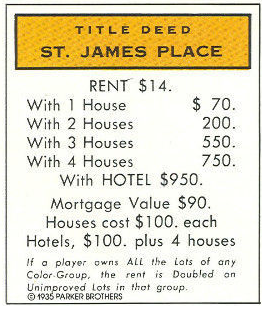 TITLE DEED
ST. JAMES PLACE
RENT $14.
With 1 House $ 70.
With 2 Houses 200.
With 3 Houses 550.
With 4 Houses 750.
With HOTEL $950.
Mortgage Value $90.
Houses cost $100. each
Hotels, $100. plus 4 houses
If a player owns ALL the Lots of any
Color-Group, the rent is Doubled on
Unimproved Lots in that group.
© 1935 PARKER BROTHERS